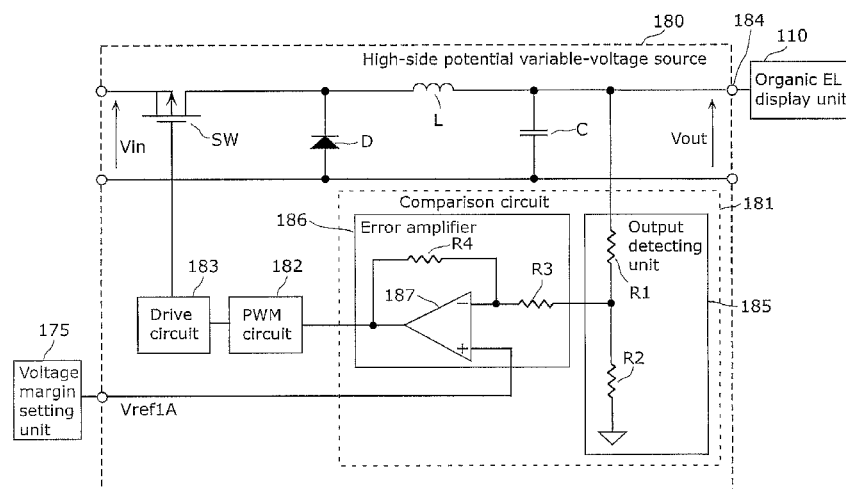 180
184
110
High-side potential variable-voltage source
Organic EL
display unit
Vin
SW
D
L
C
Vout
181
Comparison circuit
186
Error amplifier
R4
Output
detecting
unit
R3
R1
187
185
183
182
Drive
circuit
PWM
circuit
R2
175
Voltage
margin
setting
unit
Vref1A